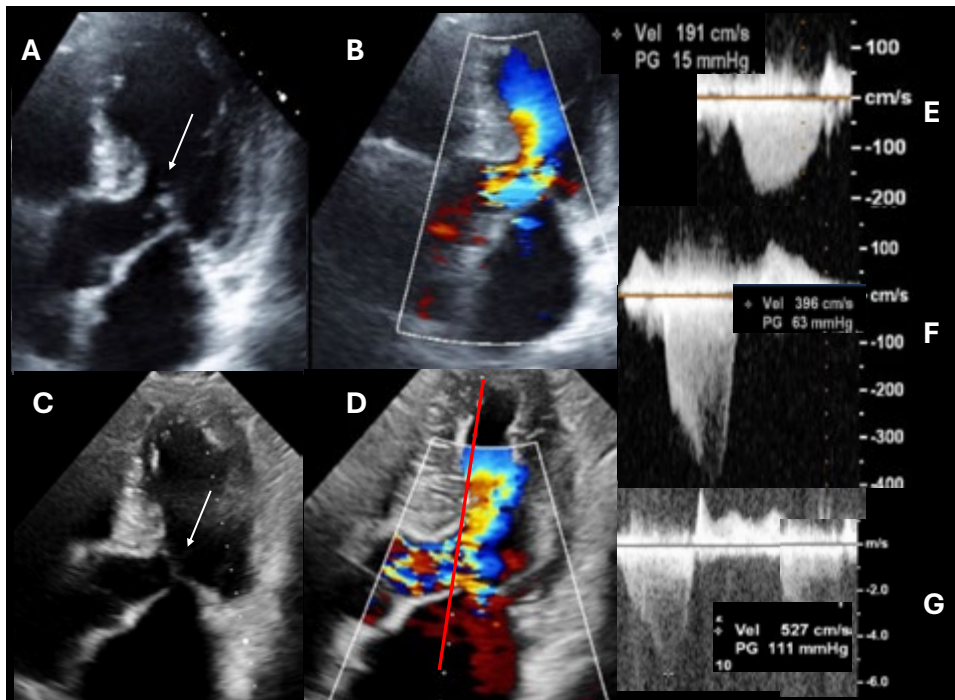 A
B
Vel 191 cm/s
PG 15 mmHg
100
cm/s
-100
-200
E
100
cm/s
Vel 396 cm/s
PG 63 mmHg
-100
-200
-300
-400
F
C
D
m/s
-2.0
Vel 527 cm/s
PG 111 mmHg
10
-4.0
-6.0
G